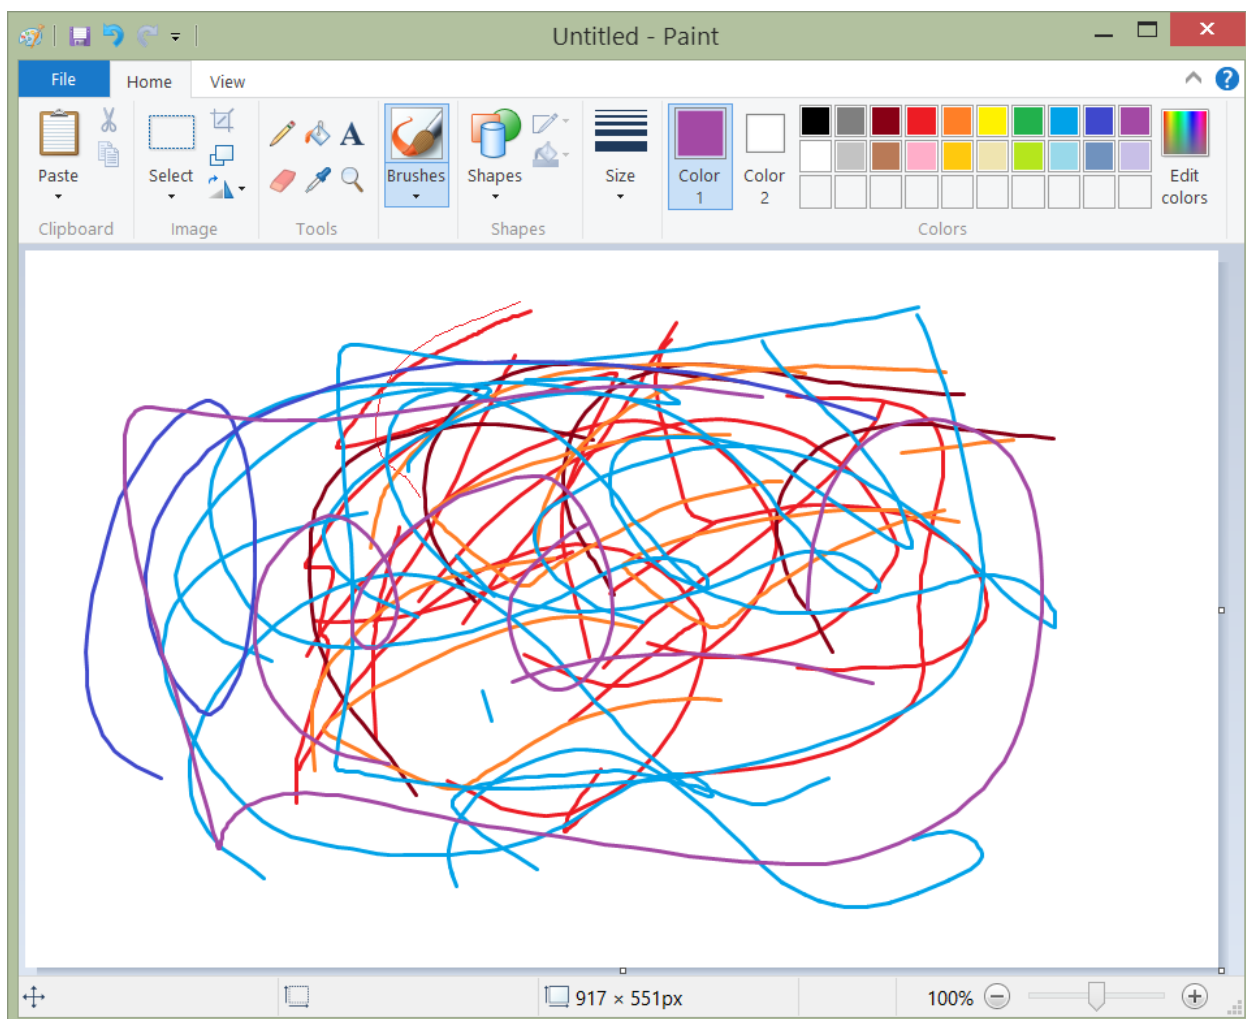 Untitled - Paint
File Home View
Paste Select Brushes Shapes Size Color 1 Color 2 Edit colors
Clipboard Image Tools Shapes Colors
917 × 551px 100%